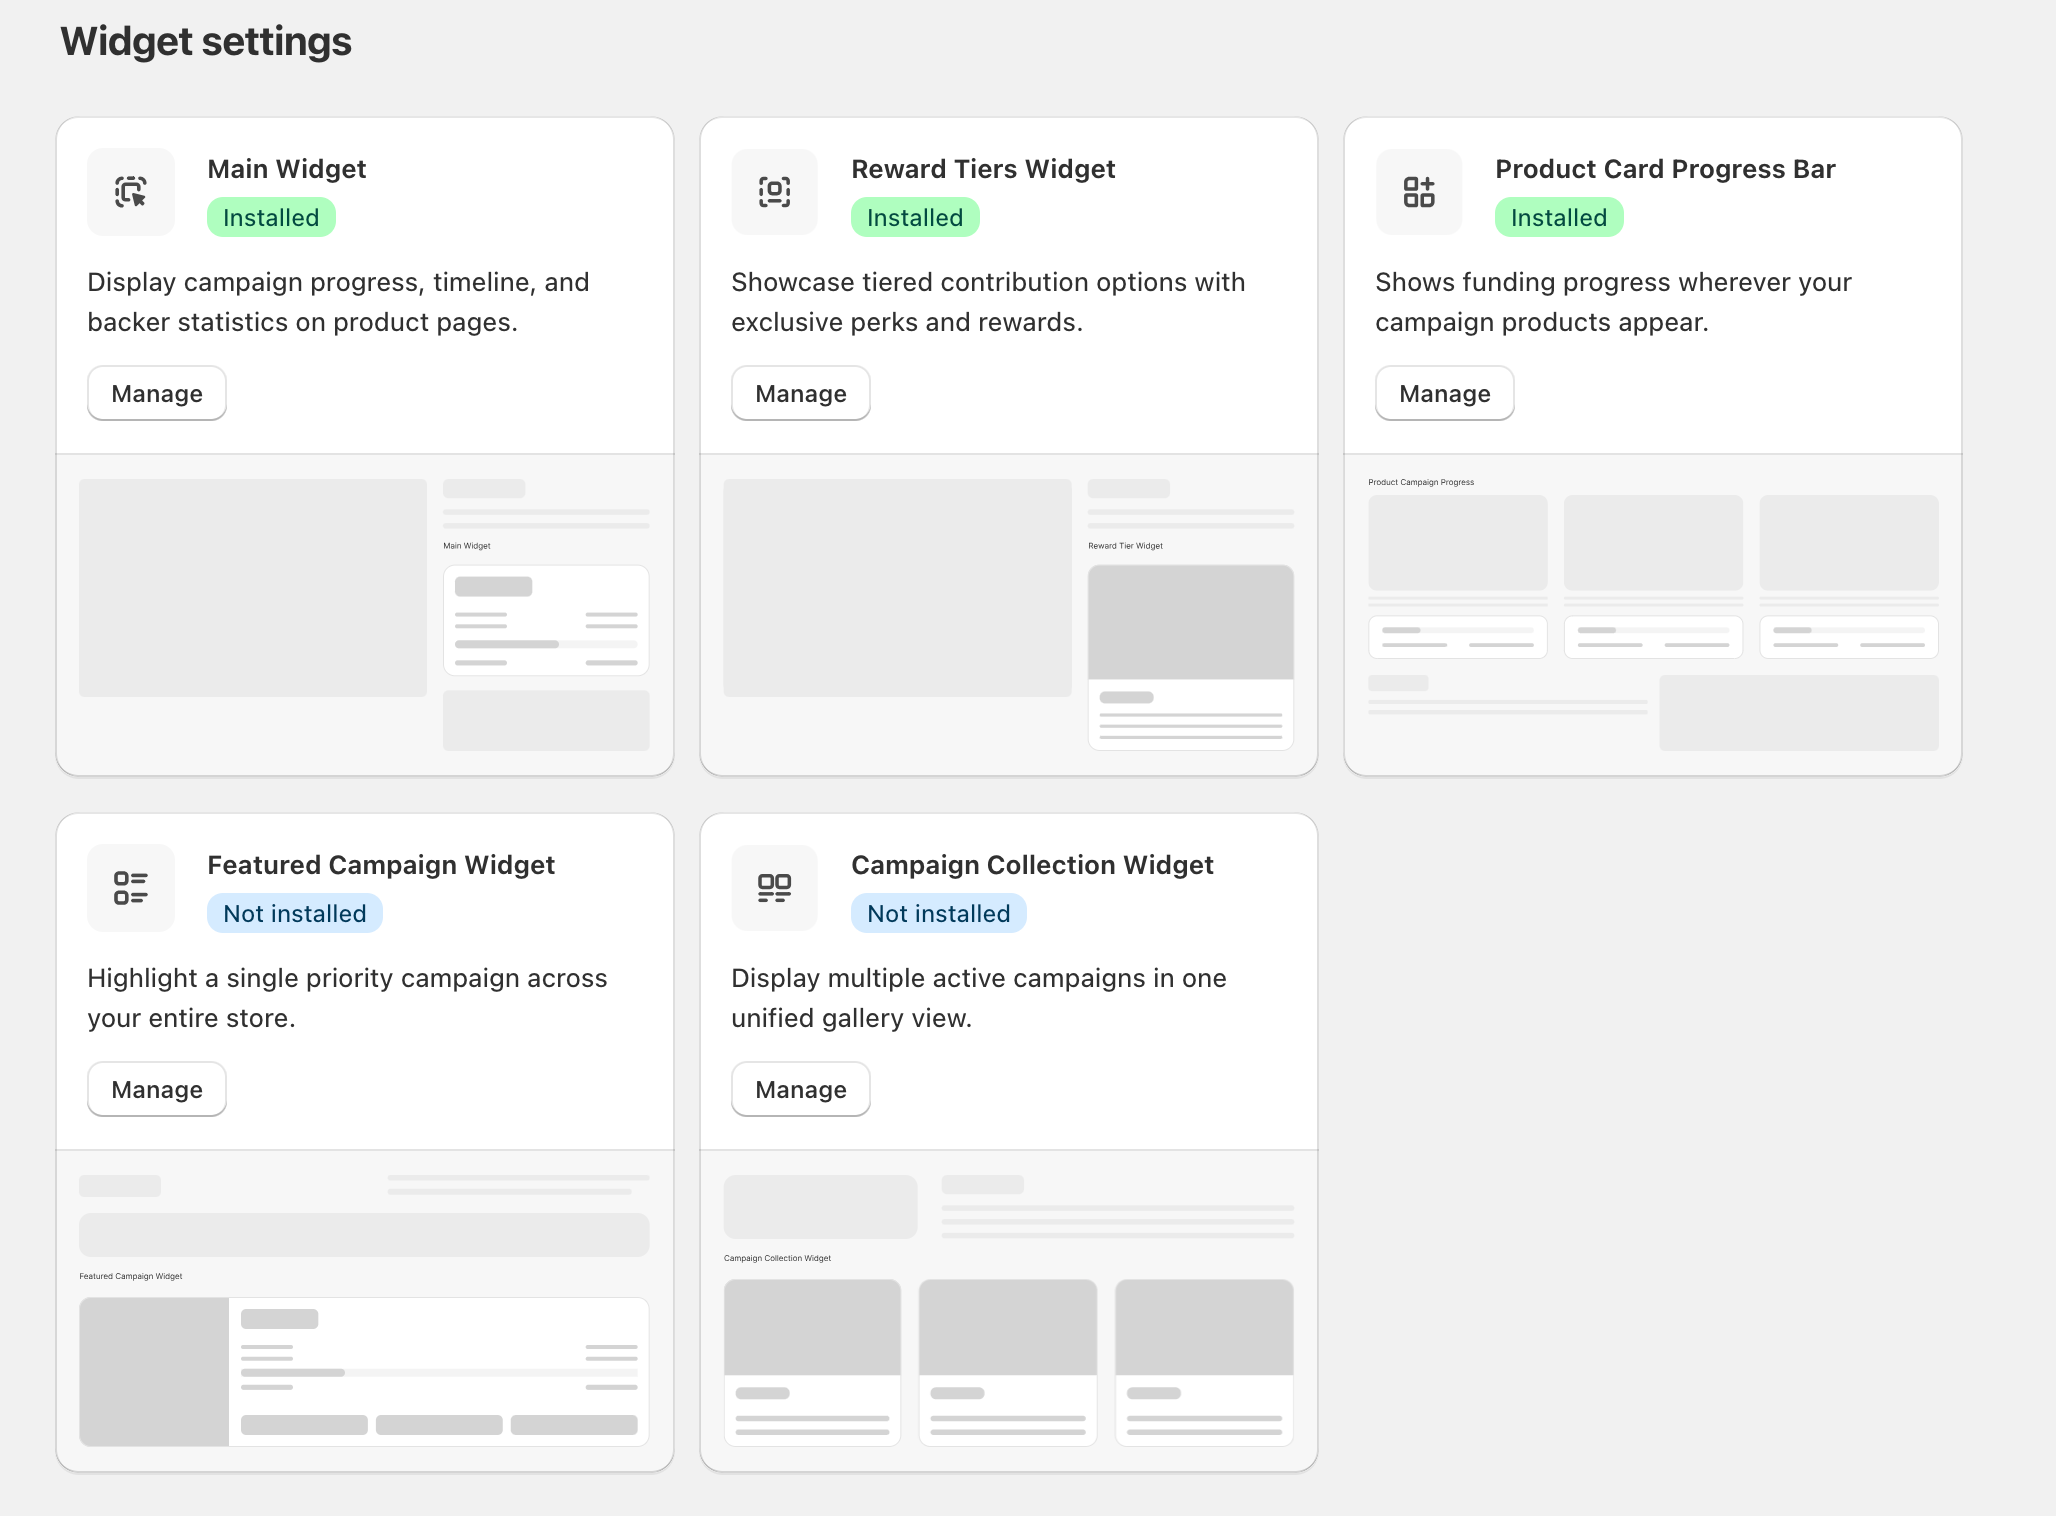 Widget settings
Main Widget
Installed
Display campaign progress, timeline, and
backer statistics on product pages.
Manage
Main Widget
Reward Tiers Widget
Installed
Showcase tiered contribution options with
exclusive perks and rewards.
Manage
Reward Tier Widget
Product Card Progress Bar
Installed
Shows funding progress wherever your
campaign products appear.
Manage
Product Campaign Progress
Featured Campaign Widget
Not installed
Highlight a single priority campaign across
your entire store.
Manage
Featured Campaign Widget
Campaign Collection Widget
Not installed
Display multiple active campaigns in one
unified gallery view.
Manage
Campaign Collection Widget